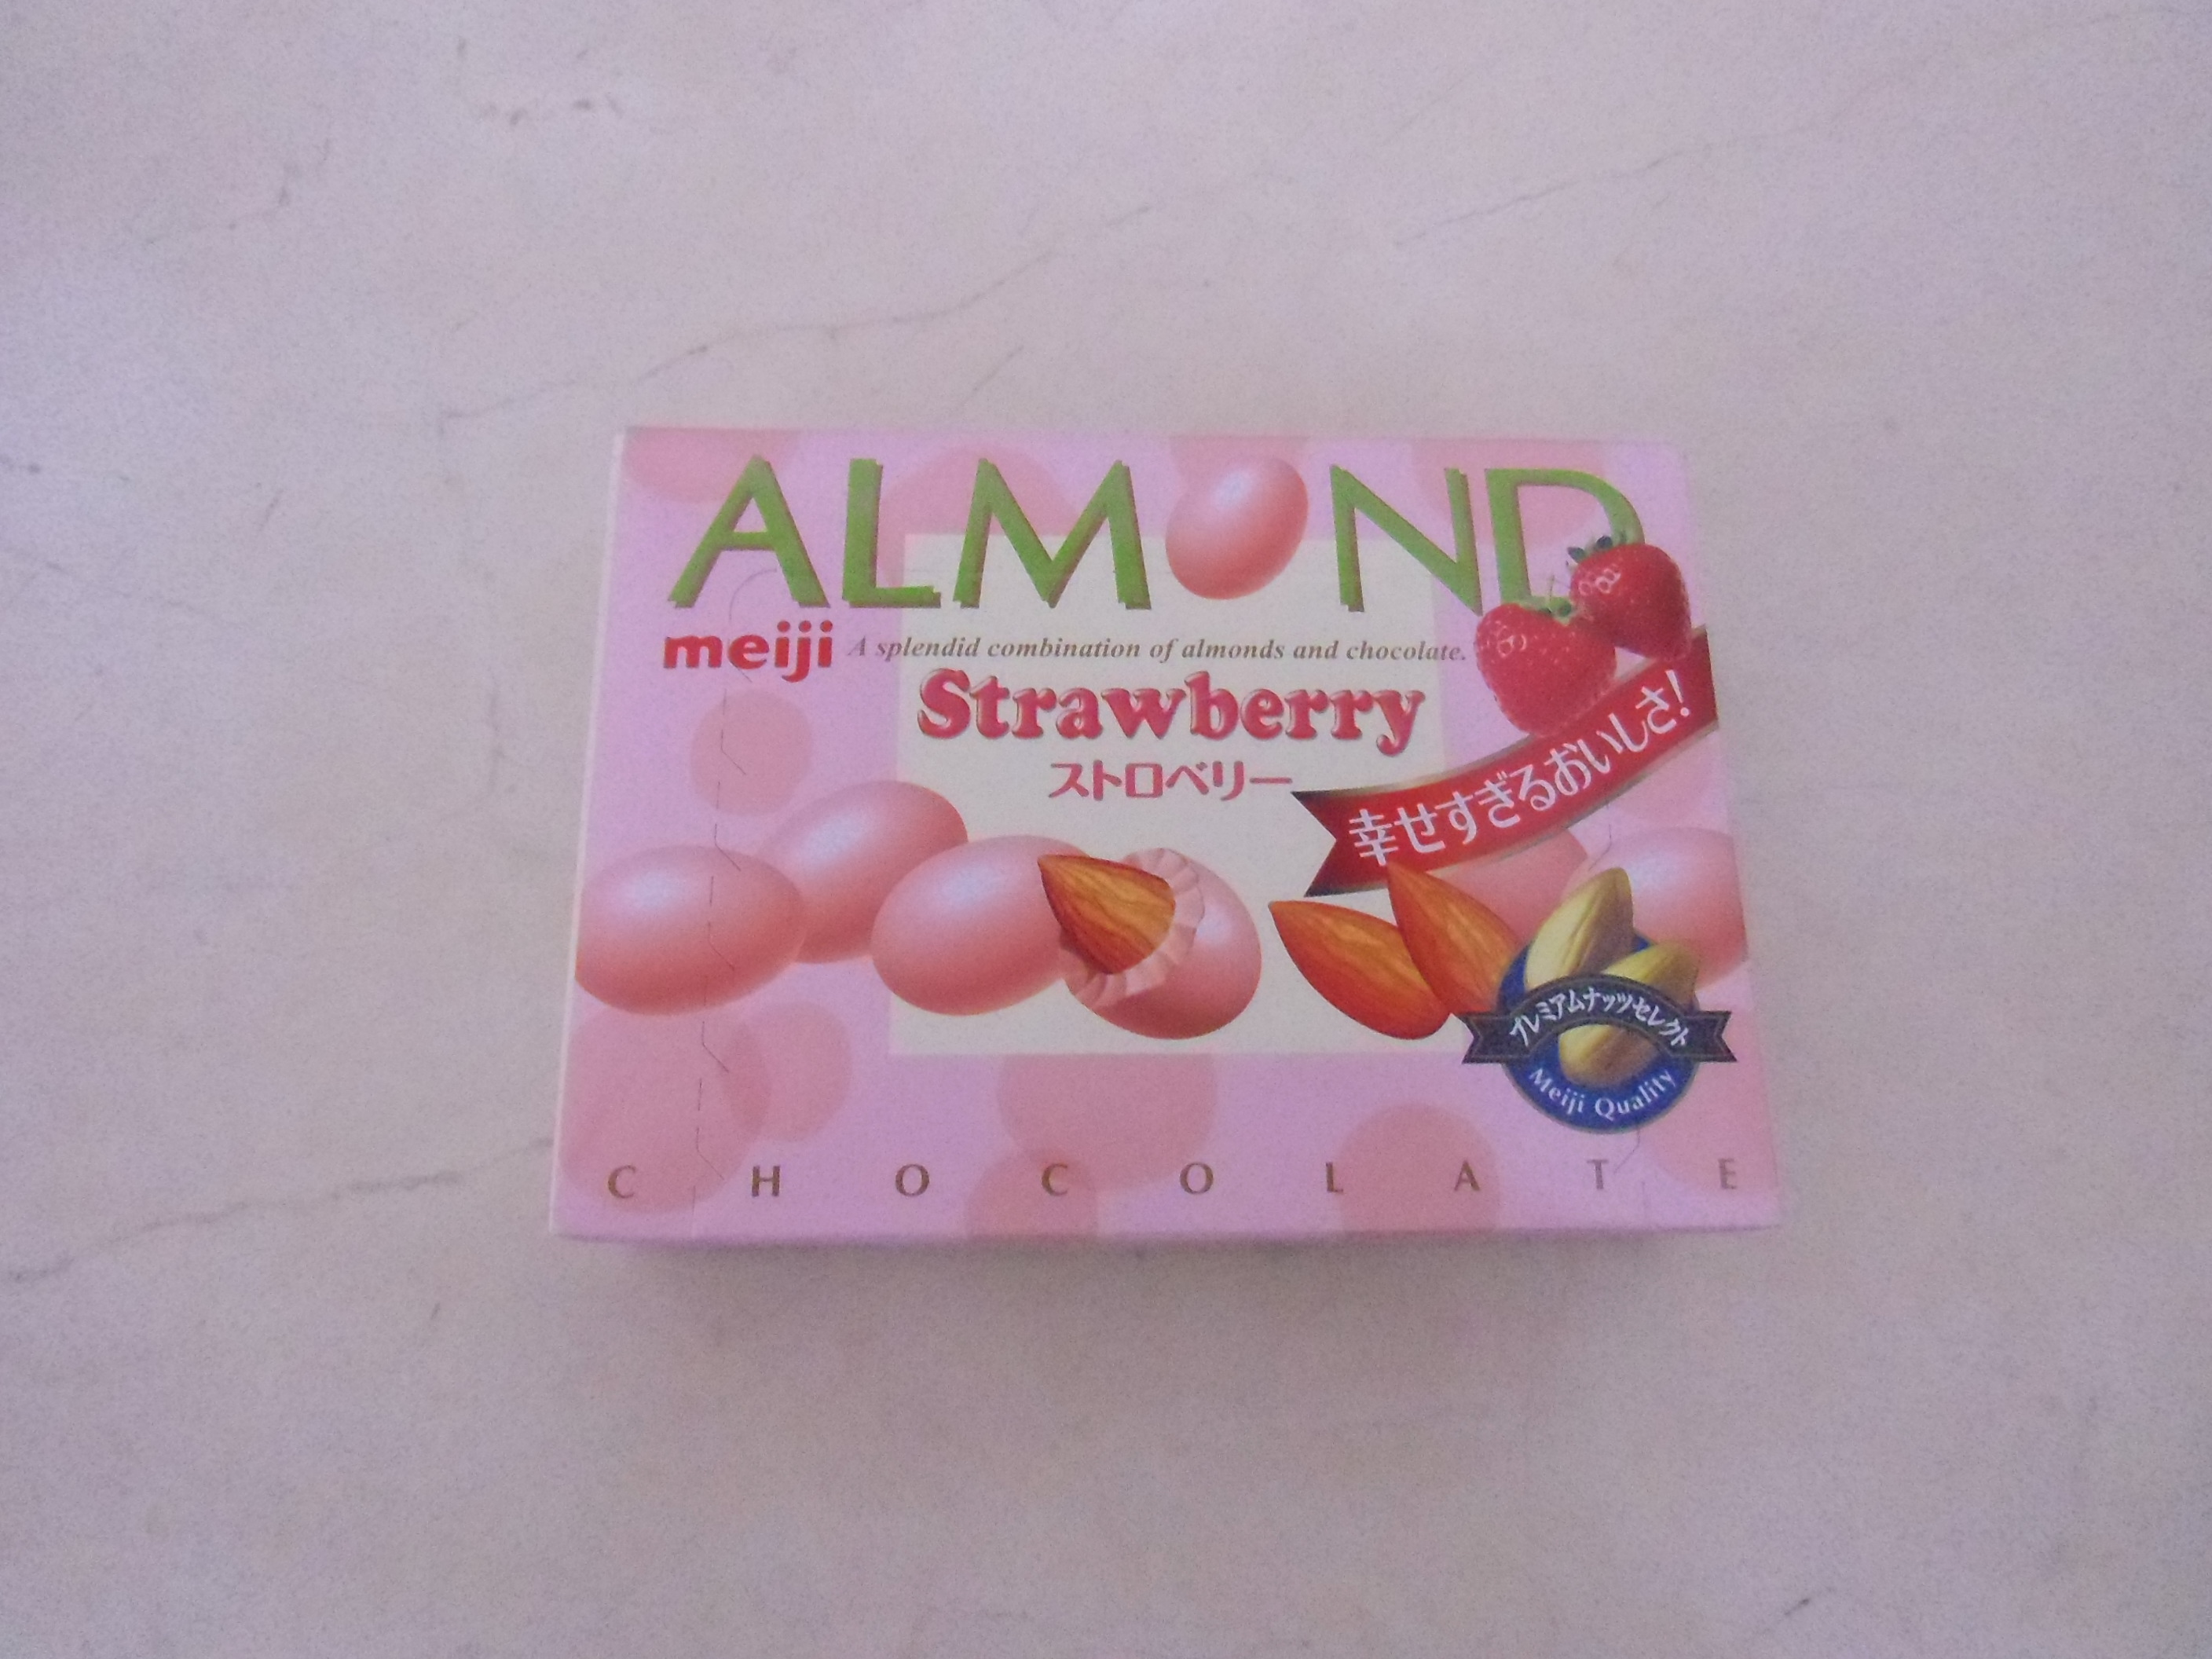 ALMOND
meiji A splendid combination of almonds and chocolate.
Strawberry
ストロベリー
幸せすぎるおいしさ!
プレミアムナッツセレクト
Meiji Quality
CHOCOLATE